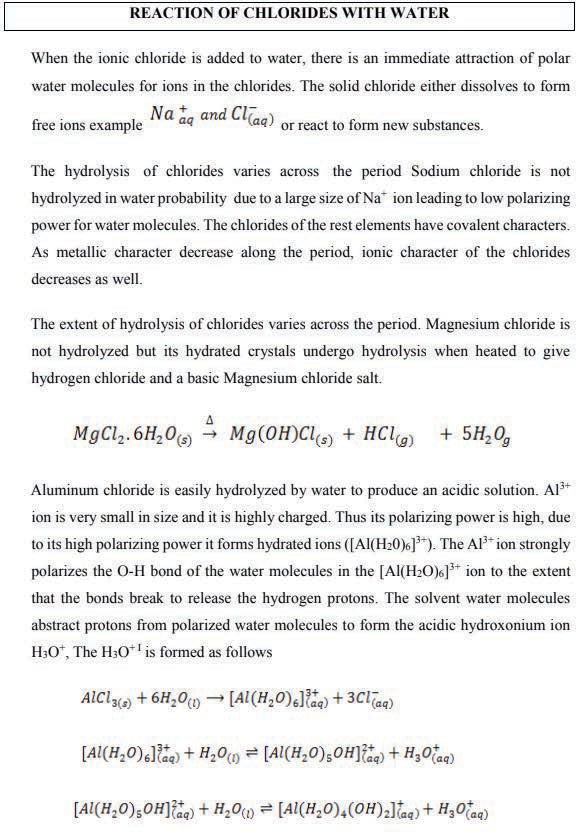 REACTION OF CHLORIDES WITH WATER
When the ionic chloride is added to water, there is an immediate attraction of polar
water molecules for ions in the chlorides. The solid chloride either dissolves to form
free ions example Na⁺aq and Cl⁻(aq) or react to form new substances.
The hydrolysis of chlorides varies across the period Sodium chloride is not
hydrolyzed in water probability due to a large size of Na⁺ ion leading to low polarizing
power for water molecules. The chlorides of the rest elements have covalent characters.
As metallic character decrease along the period, ionic character of the chlorides
decreases as well.
The extent of hydrolysis of chlorides varies across the period. Magnesium chloride is
not hydrolyzed but its hydrated crystals undergo hydrolysis when heated to give
hydrogen chloride and a basic Magnesium chloride salt.
MgCl₂.6H₂O(s) →Δ Mg(OH)Cl(s) + HCl(g) + 5H₂Og
Aluminum chloride is easily hydrolyzed by water to produce an acidic solution. Al³⁺
ion is very small in size and it is highly charged. Thus its polarizing power is high, due
to its high polarizing power it forms hydrated ions ([Al(H₂0)₆]³⁺). The Al³⁺ ion strongly
polarizes the O-H bond of the water molecules in the [Al(H₂O)₆]³⁺ ion to the extent
that the bonds break to release the hydrogen protons. The solvent water molecules
abstract protons from polarized water molecules to form the acidic hydroxonium ion
H₃O⁺, The H₃O⁺¹ is formed as follows
AlCl₃(s) + 6H₂O(l) → [Al(H₂O)₆]³⁺(aq) + 3Cl⁻(aq)
[Al(H₂O)₆]³⁺(aq) + H₂O(l) ⇌ [Al(H₂O)₅OH]²⁺(aq) + H₃O⁺(aq)
[Al(H₂O)₅OH]²⁺(aq) + H₂O(l) ⇌ [Al(H₂O)₄(OH)₂]⁺(aq) + H₃O⁺(aq)